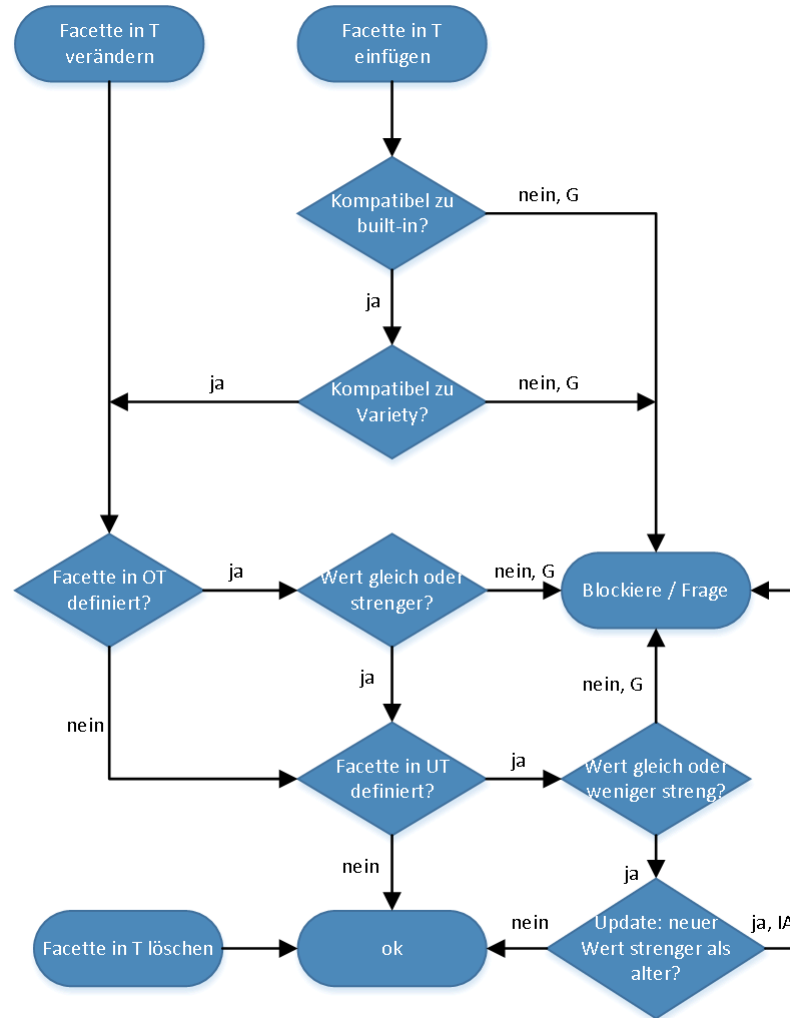 Facette in T
verändern
Facette in T
einfügen
Kompatibel zu
built-in?
nein, G
ja
Kompatibel zu
Variety?
ja
nein, G
Facette in OT
definiert?
ja
Wert gleich oder
strenger?
nein, G
Blockiere / Frage
nein
ja
nein, G
Facette in UT
definiert?
ja
Wert gleich oder
weniger streng?
nein
ja
Facette in T löschen
ok
nein
Update: neuer
Wert strenger als
alter?
ja, IA